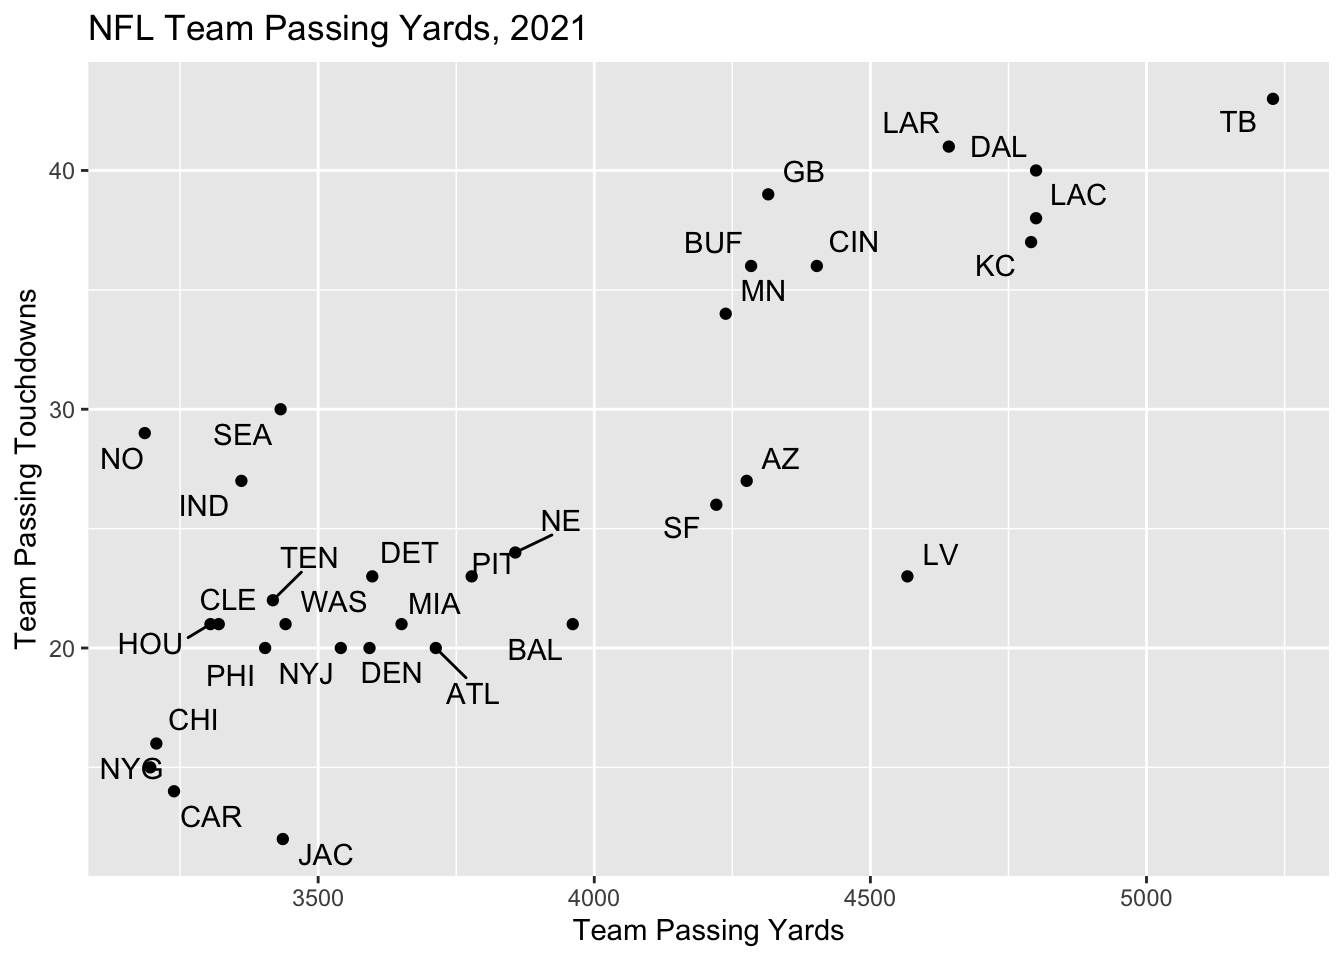 NFL Team Passing Yards, 2021
TB
LAR
DAL
GB
LAC
BUF
CIN
KC
MN
SEA
NO
AZ
IND
NE
SF
TEN
DET
PIT
LV
CLE
WAS
MIA
HOU
BAL
PHI
NYJ
DEN
ATL
CHI
NYG
CAR
JAC
40
30
20
Team Passing Touchdowns
3500
4000
4500
5000
Team Passing Yards